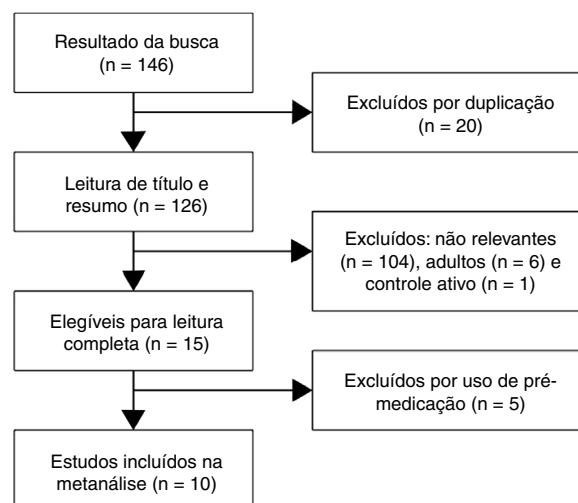 Resultado da busca
(n = 146)
Excluídos por duplicação
(n = 20)
Leitura de título e
resumo (n = 126)
Excluídos: não relevantes
(n = 104), adultos (n = 6) e
controle ativo (n = 1)
Elegíveis para leitura
completa (n = 15)
Excluídos por uso de pré-
medicação (n = 5)
Estudos incluídos na
metanálise (n = 10)